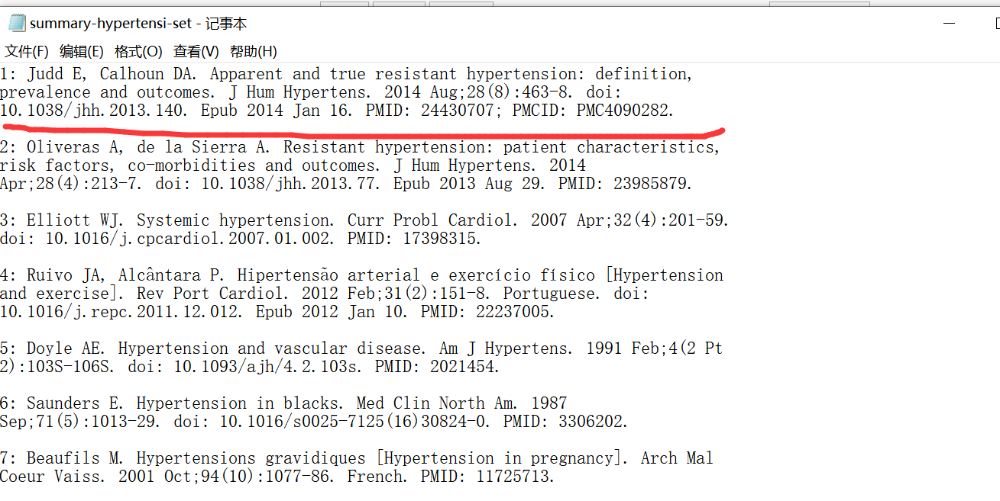 summary-hypertensi-set - 记事本
文件(F) 编辑(E) 格式(O) 查看(V) 帮助(H)
1: Judd E, Calhoun DA. Apparent and true resistant hypertension: definition,
prevalence and outcomes. J Hum Hypertens. 2014 Aug;28(8):463-8. doi:
10.1038/jhh.2013.140. Epub 2014 Jan 16. PMID: 24430707; PMCID: PMC4090282.
2: Oliveras A, de la Sierra A. Resistant hypertension: patient characteristics,
risk factors, co-morbidities and outcomes. J Hum Hypertens. 2014
Apr;28(4):213-7. doi: 10.1038/jhh.2013.77. Epub 2013 Aug 29. PMID: 23985879.
3: Elliott WJ. Systemic hypertension. Curr Probl Cardiol. 2007 Apr;32(4):201-59.
doi: 10.1016/j.cpcardiol.2007.01.002. PMID: 17398315.
4: Ruivo JA, Alcântara P. Hipertensão arterial e exercício físico [Hypertension
and exercise]. Rev Port Cardiol. 2012 Feb;31(2):151-8. Portuguese. doi:
10.1016/j.repc.2011.12.012. Epub 2012 Jan 10. PMID: 22237005.
5: Doyle AE. Hypertension and vascular disease. Am J Hypertens. 1991 Feb;4(2 Pt
2):103S-106S. doi: 10.1093/ajh/4.2.103s. PMID: 2021454.
6: Saunders E. Hypertension in blacks. Med Clin North Am. 1987
Sep;71(5):1013-29. doi: 10.1016/s0025-7125(16)30824-0. PMID: 3306202.
7: Beaufils M. Hypertensions gravidiques [Hypertension in pregnancy]. Arch Mal
Coeur Vaiss. 2001 Oct;94(10):1077-86. French. PMID: 11725713.